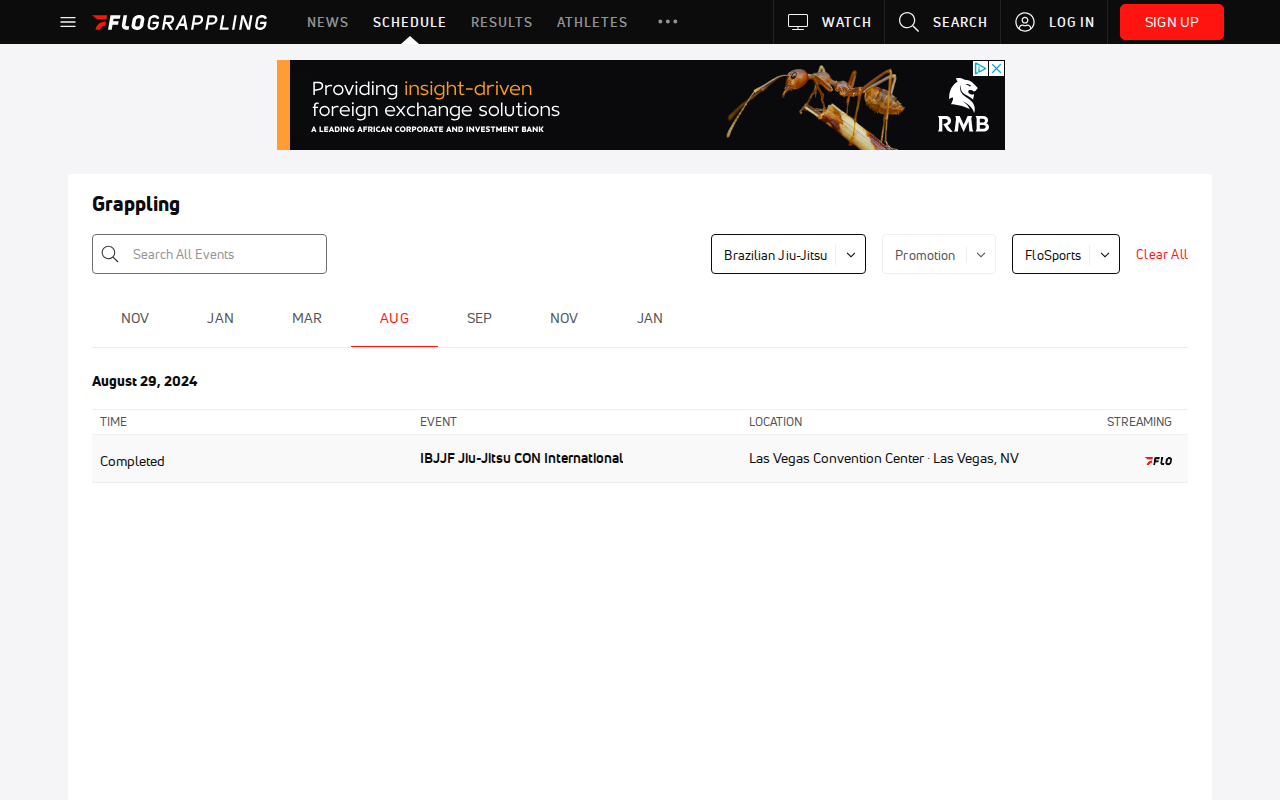 FLOGRAPPLING NEWS SCHEDULE RESULTS ATHLETES WATCH SEARCH LOG IN SIGN UP
Providing insight-driven
foreign exchange solutions
A LEADING AFRICAN CORPORATE AND INVESTMENT BANK
RMB
Grappling
Search All Events Brazilian Jiu-Jitsu Promotion FloSports Clear All
NOV JAN MAR AUG SEP NOV JAN
August 29, 2024
TIME EVENT LOCATION STREAMING
Completed IBJJF Jiu-Jitsu CON International Las Vegas Convention Center · Las Vegas, NV FLO